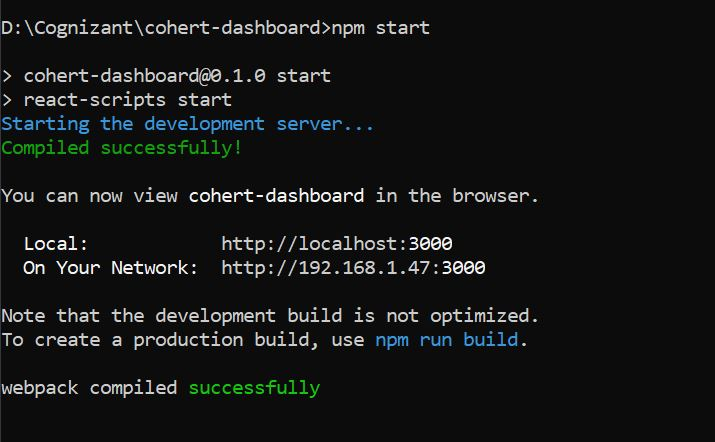 D:\Cognizant\cohert-dashboard>npm start
> cohert-dashboard@0.1.0 start
> react-scripts start
Starting the development server...
Compiled successfully!
You can now view cohert-dashboard in the browser.
Local: http://localhost:3000
On Your Network: http://192.168.1.47:3000
Note that the development build is not optimized.
To create a production build, use npm run build.
webpack compiled successfully